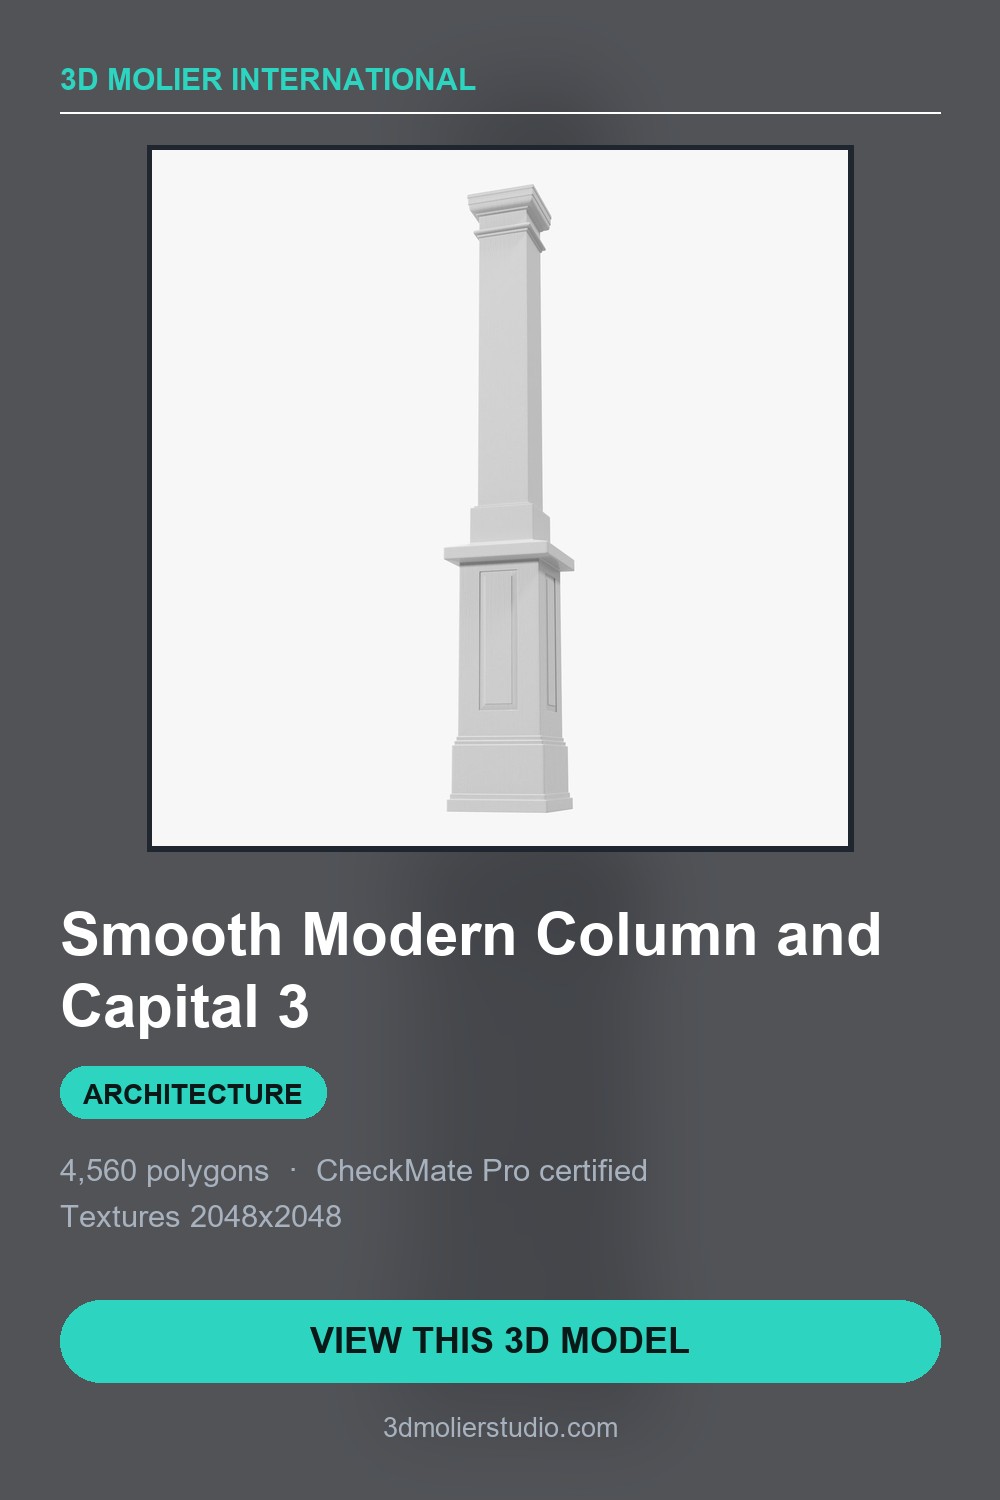 3D MOLIER INTERNATIONAL
Smooth Modern Column and
Capital 3
ARCHITECTURE
4,560 polygons · CheckMate Pro certified
Textures 2048x2048
VIEW THIS 3D MODEL
3dmolierstudio.com